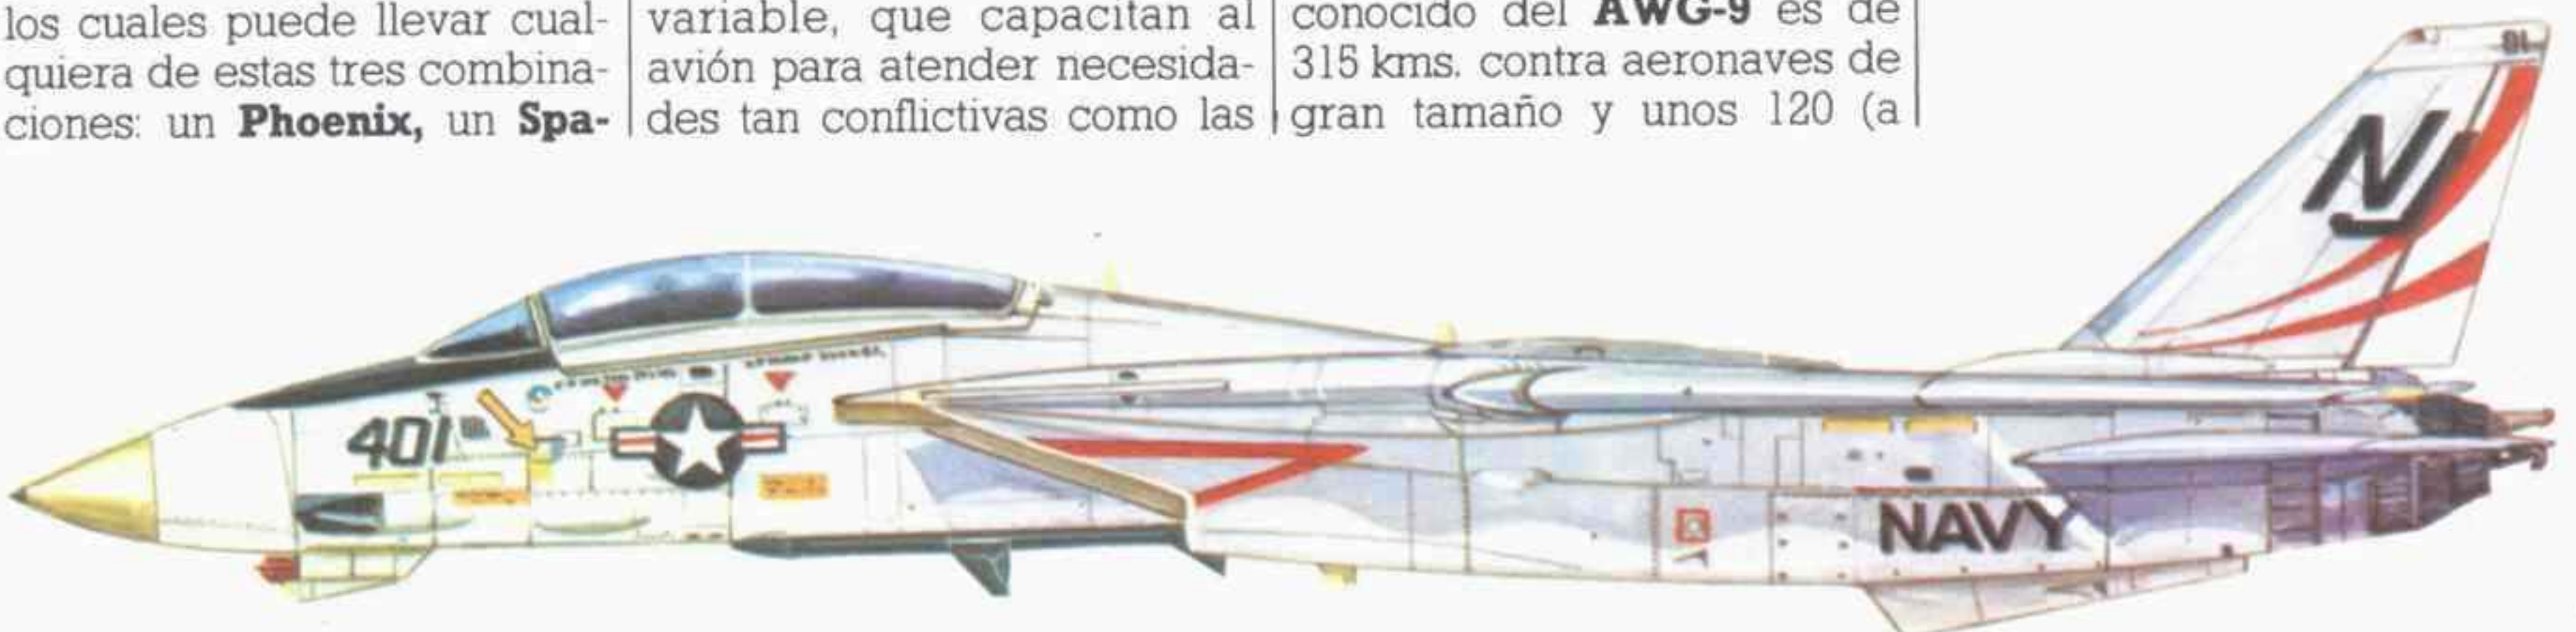 los cuales puede llevar cual-
quiera de estas tres combina-
ciones: un Phoenix, un Spa-
variable, que capacitan al
avión para atender necesida-
des tan conflictivas como las
conocido del AWG-9 es de
315 kms. contra aeronaves de
gran tamaño y unos 120 (a
NJ
401
NAVY